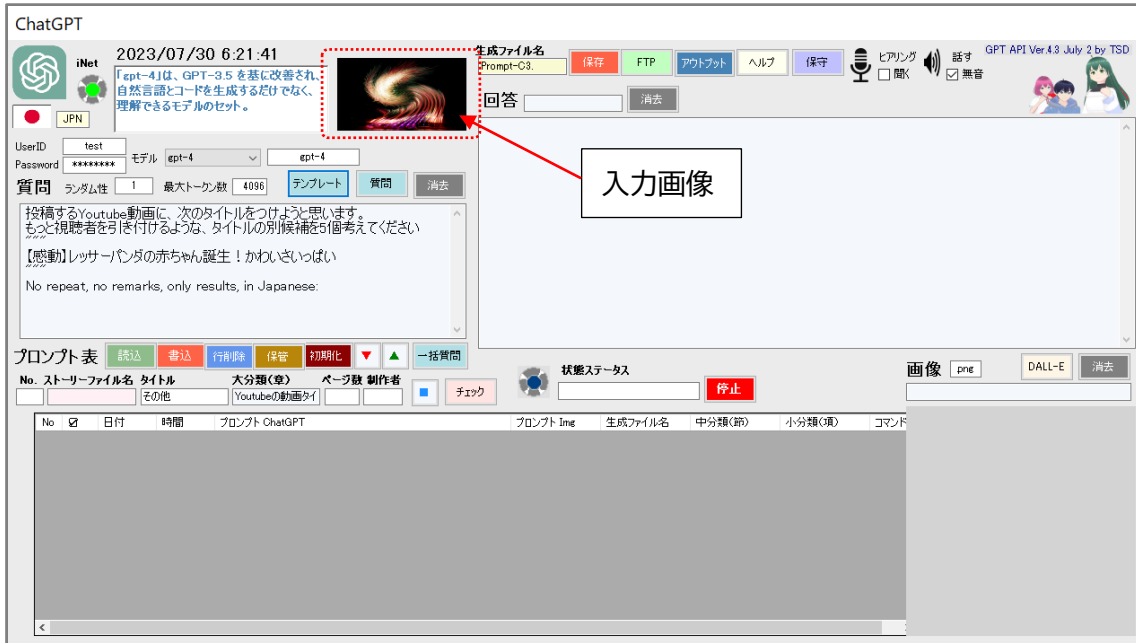 ChatGPT
iNet
2023/07/30 6:21:41
「gpt-4」は、GPT-3.5 を基に改善され、
自然言語とコードを生成するだけでなく、
理解できるモデルのセット。
JPN
生成ファイル名
Prompt-C3.
保存
FTP
アウトプット
ヘルプ
保守
ヒアリング
聞く
話す
無音
GPT API Ver.4.3 July 2 by TSD
回答
消去
入力画像
UserID test
Password ********
モデル gpt-4 gpt-4
質問 ランダム性 1 最大トークン数 4096 テンプレート 質問 消去
投稿するYoutube動画に、次のタイトルをつけようと思います。
もっと視聴者を引き付けるような、タイトルの別候補を5個考えてください
"""
【感動】レッサーパンダの赤ちゃん誕生!かわいさいっぱい
"""
No repeat, no remarks, only results, in Japanese:
プロンプト表 読込 書込 行削除 保管 初期化 ▼ ▲ 一括質問
No. ストーリーファイル名 タイトル 大分類(章) ページ数 制作者
その他 Youtubeの動画タイ
チェック
状態ステータス
停止
画像 png DALL-E 消去
No 日付 時間 プロンプト ChatGPT プロンプト Img 生成ファイル名 中分類(節) 小分類(項) コマンド